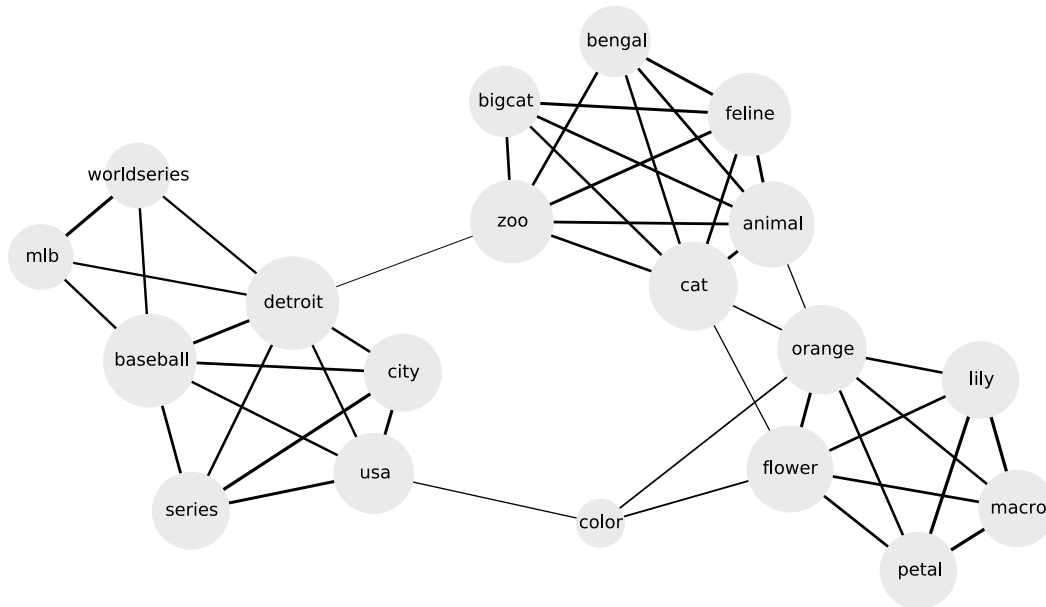 bengal
bigcat
feline
worldseries
zoo
animal
mlb
cat
detroit
orange
baseball
city
lily
flower
usa
series
color
macro
petal